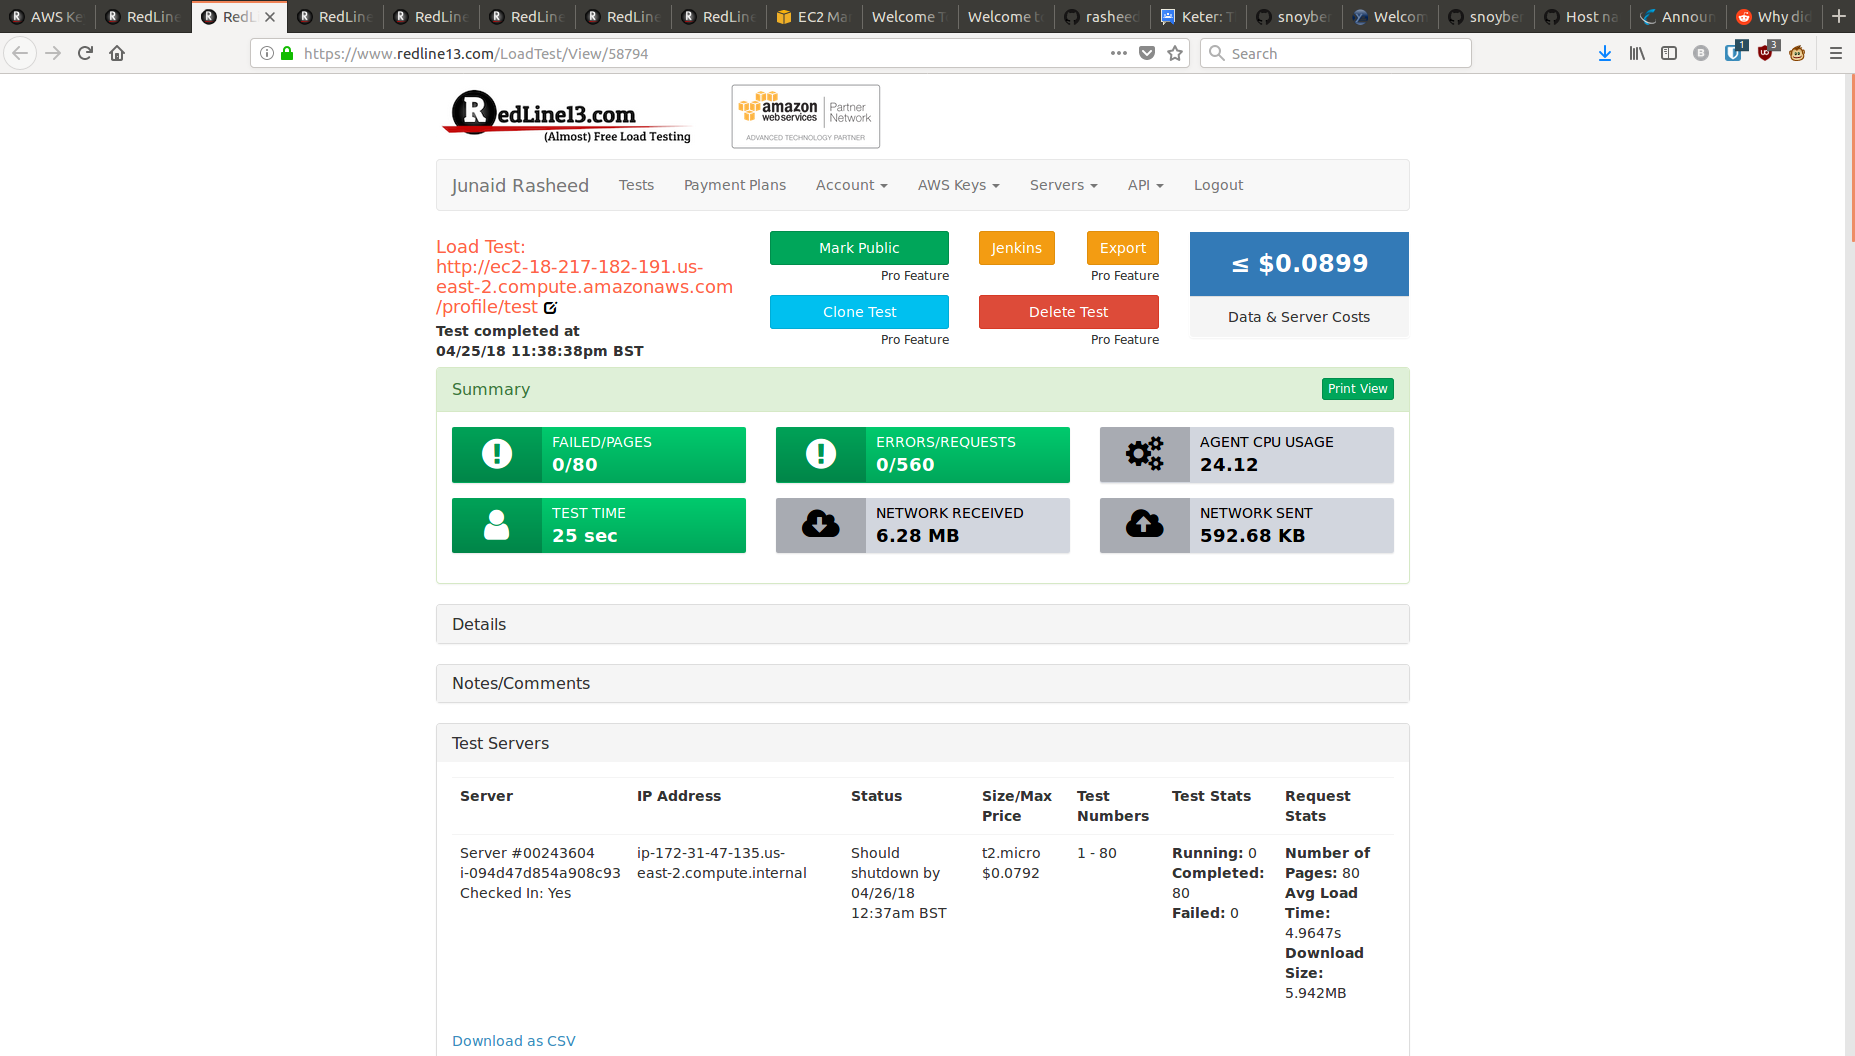 AWS Ke
RedLine
RedL
RedLine
RedLine
RedLine
RedLine
RedLine
EC2 Ma
Welcome T
Welcome to
rasheed
Keter: T
snoyber
Welcom
snoyber
Host na
Announ
Why did
https://www.redline13.com/LoadTest/View/58794
Search
B
1
3
RedLine13.com
(Almost) Free Load Testing
amazon
web services
Partner
Network
ADVANCED TECHNOLOGY PARTNER
Junaid Rasheed
Tests
Payment Plans
Account
AWS Keys
Servers
API
Logout
Load Test:
http://ec2-18-217-182-191.us-
east-2.compute.amazonaws.com
/profile/test
Test completed at
04/25/18 11:38:38pm BST
Mark Public
Pro Feature
Jenkins
Export
Pro Feature
Clone Test
Pro Feature
Delete Test
Pro Feature
≤ $0.0899
Data & Server Costs
Summary
Print View
FAILED/PAGES
0/80
ERRORS/REQUESTS
0/560
AGENT CPU USAGE
24.12
TEST TIME
25 sec
NETWORK RECEIVED
6.28 MB
NETWORK SENT
592.68 KB
Details
Notes/Comments
Test Servers
Server
IP Address
Status
Size/Max
Price
Test
Numbers
Test Stats
Request
Stats
Server #00243604
i-094d47d854a908c93
Checked In: Yes
ip-172-31-47-135.us-
east-2.compute.internal
Should
shutdown by
04/26/18
12:37am BST
t2.micro
$0.0792
1 - 80
Running: 0
Completed:
80
Failed: 0
Number of
Pages: 80
Avg Load
Time:
4.9647s
Download
Size:
5.942MB
Download as CSV